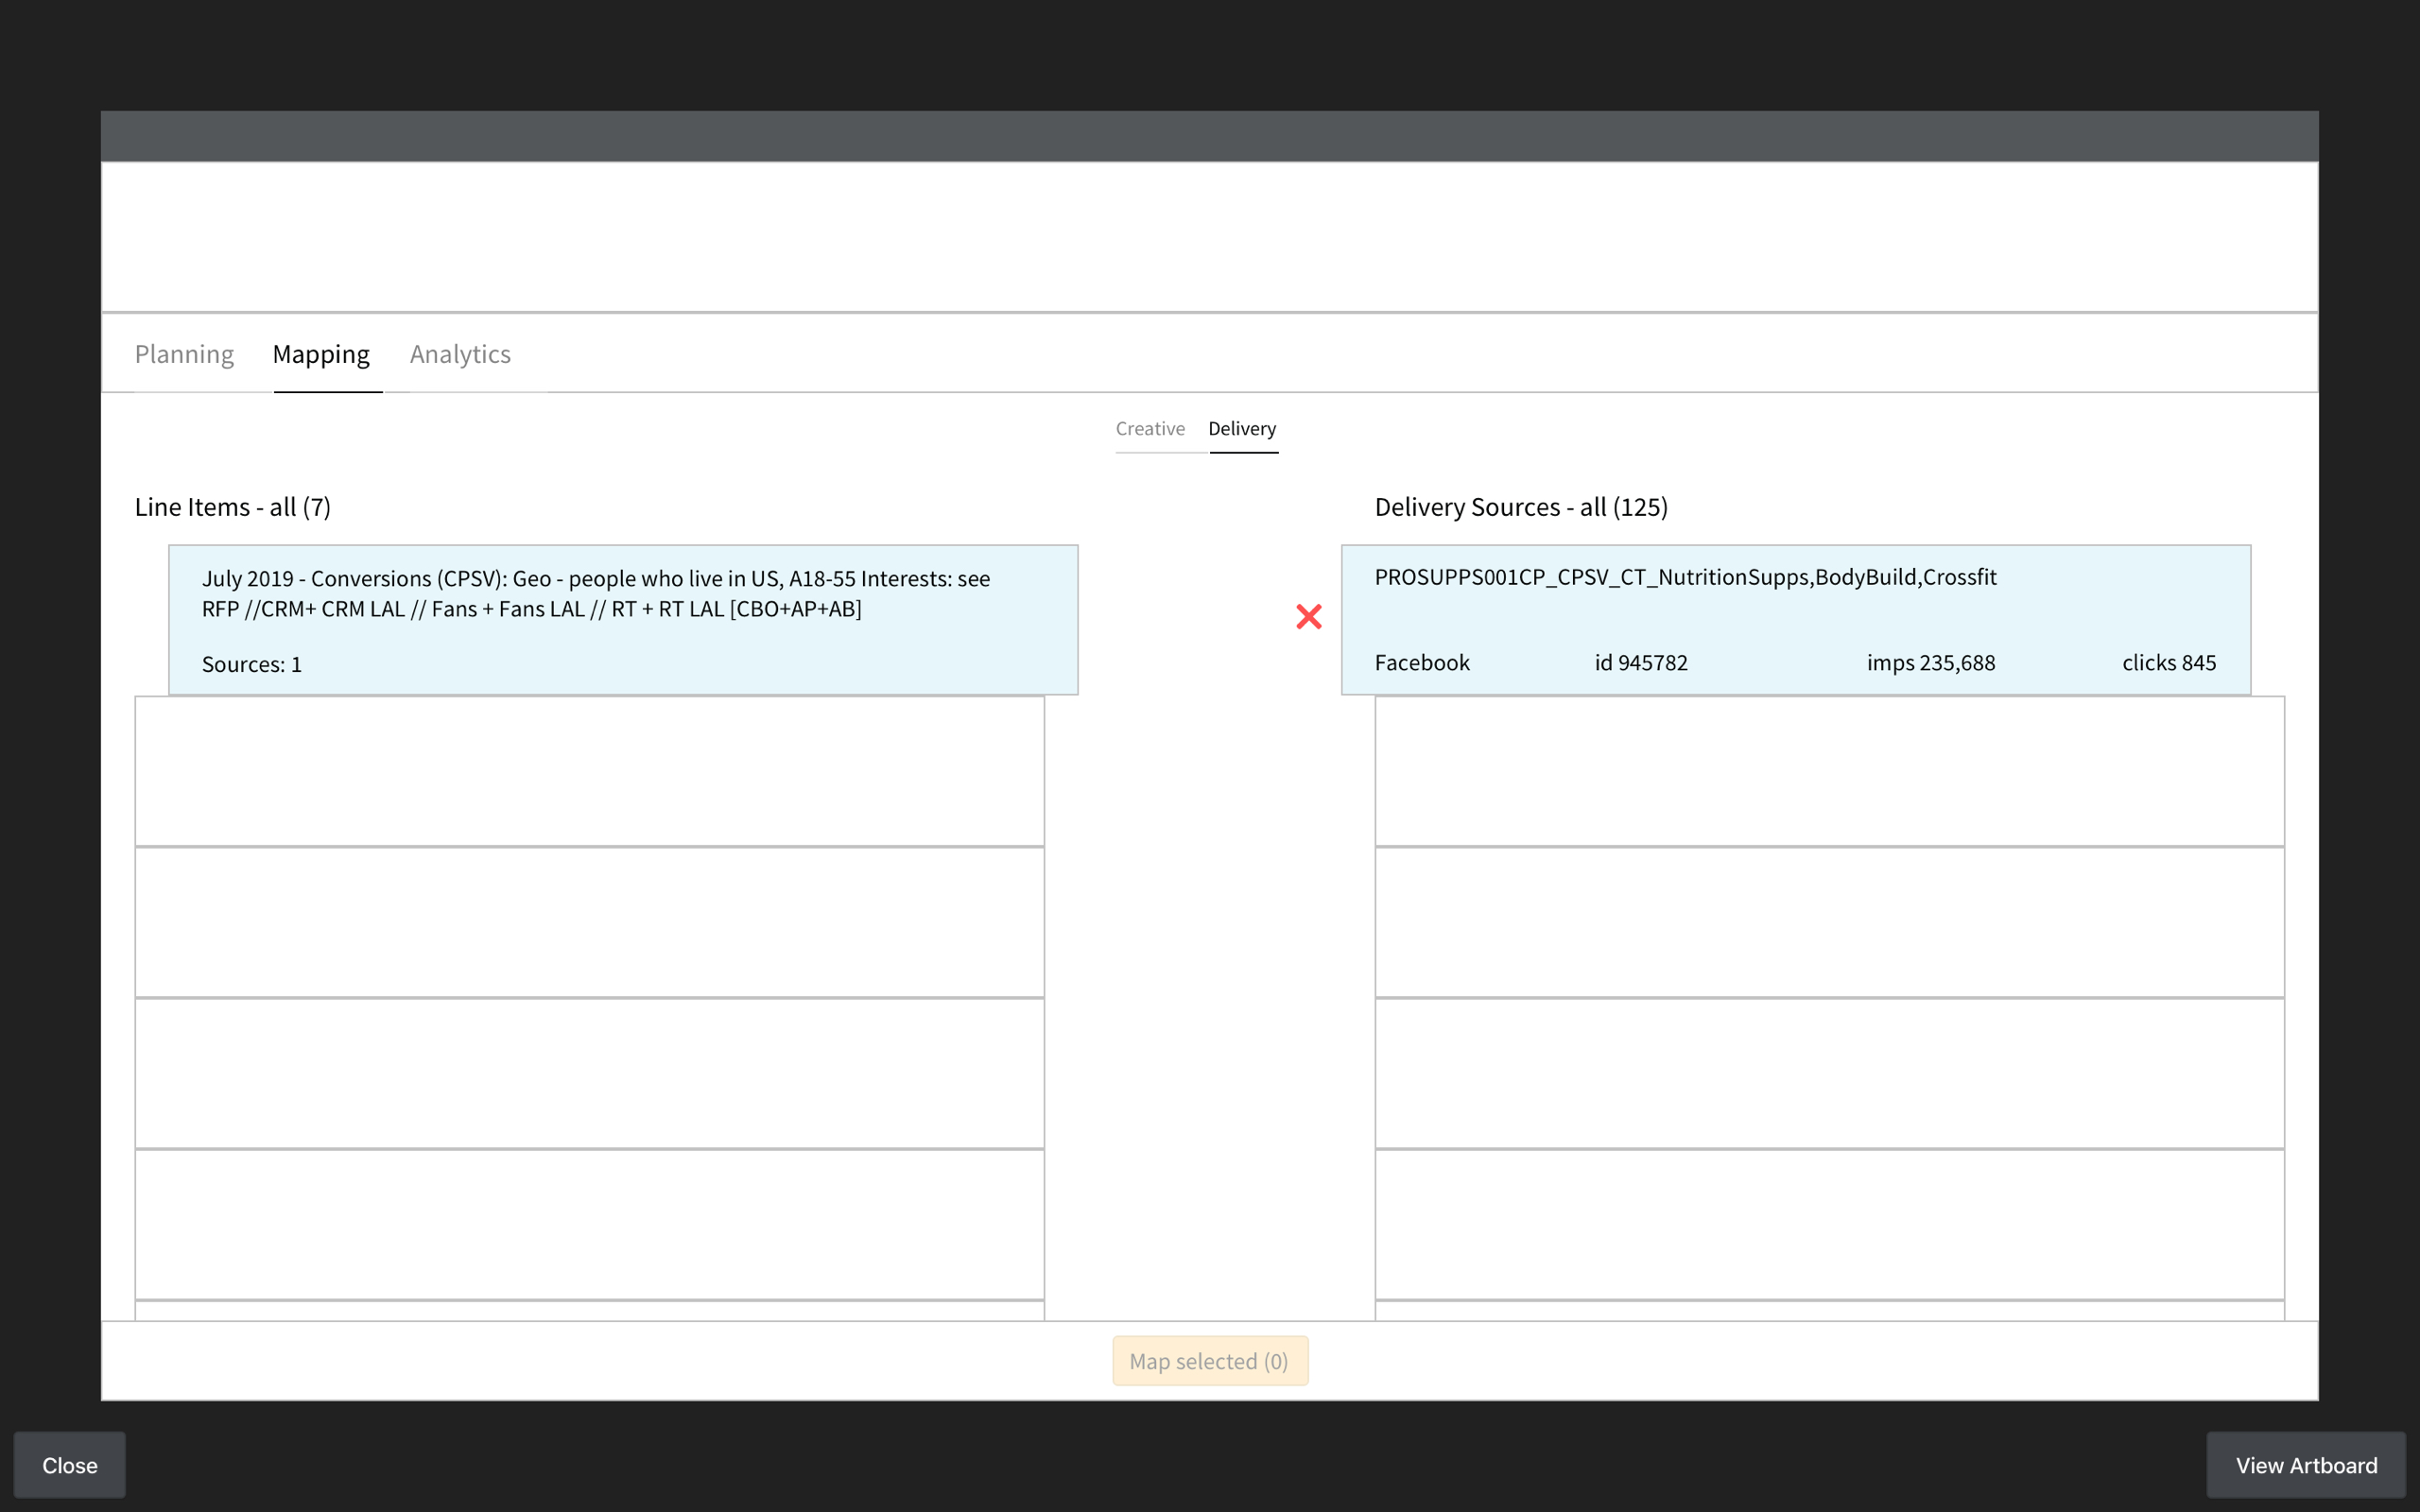 Planning Mapping Analytics
Creative Delivery
Line Items - all (7)
July 2019 - Conversions (CPSV): Geo - people who live in US, A18-55 Interests: see
RFP //CRM+ CRM LAL // Fans + Fans LAL // RT + RT LAL [CBO+AP+AB]
Sources: 1
Delivery Sources - all (125)
PROSUPPS001CP_CPSV_CT_NutritionSupps,BodyBuild,Crossfit
Facebook id 945782 imps 235,688 clicks 845
Map selected (0)
Close
View Artboard